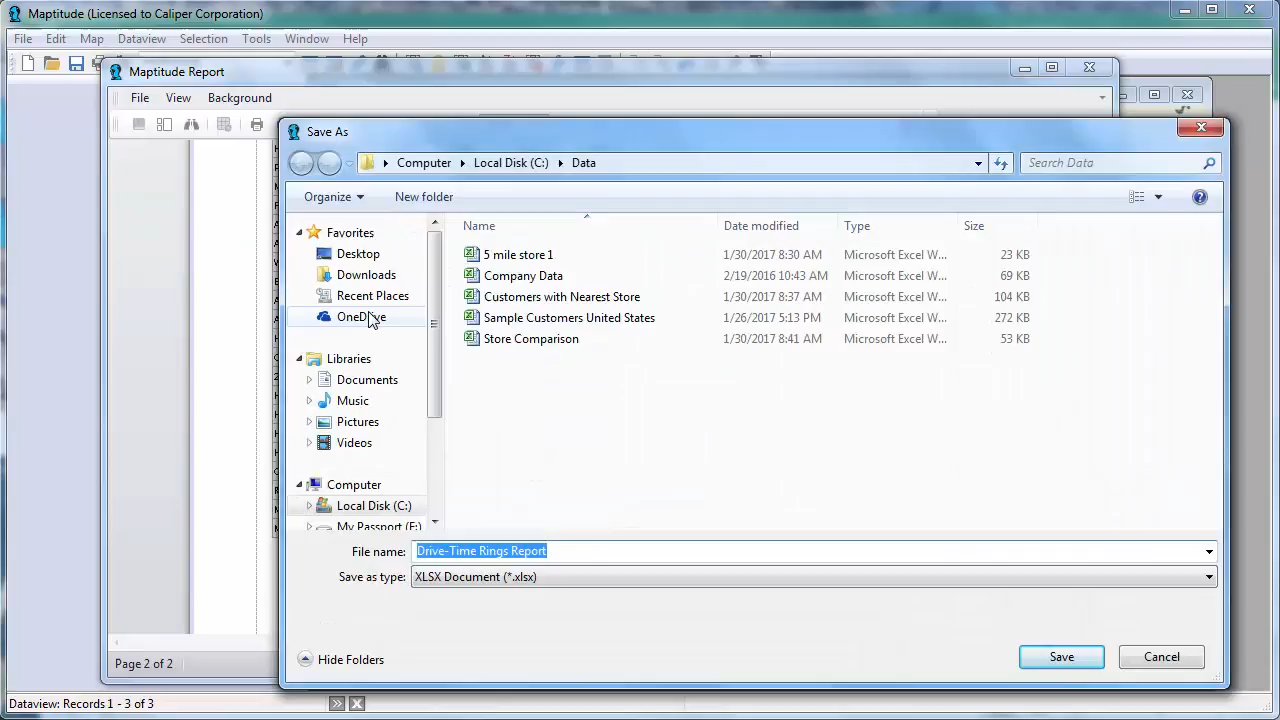 Maptitude (Licensed to Caliper Corporation)
File Edit Map Dataview Selection Tools Window Help
Maptitude Report
File View Background
Save As
Computer Local Disk (C:) Data
Search Data
Organize New folder
Name Date modified Type Size
Favorites
Desktop
Downloads
Recent Places
OneDrive
Libraries
Documents
Music
Pictures
Videos
Computer
Local Disk (C:)
My Passport (F:)
5 mile store 1 1/30/2017 8:30 AM Microsoft Excel W... 23 KB
Company Data 2/19/2016 10:43 AM Microsoft Excel W... 69 KB
Customers with Nearest Store 1/30/2017 8:37 AM Microsoft Excel W... 104 KB
Sample Customers United States 1/26/2017 5:13 PM Microsoft Excel W... 272 KB
Store Comparison 1/30/2017 8:41 AM Microsoft Excel W... 53 KB
File name: Drive-Time Rings Report
Save as type: XLSX Document (*.xlsx)
Hide Folders
Save Cancel
Page 2 of 2
Dataview: Records 1 - 3 of 3